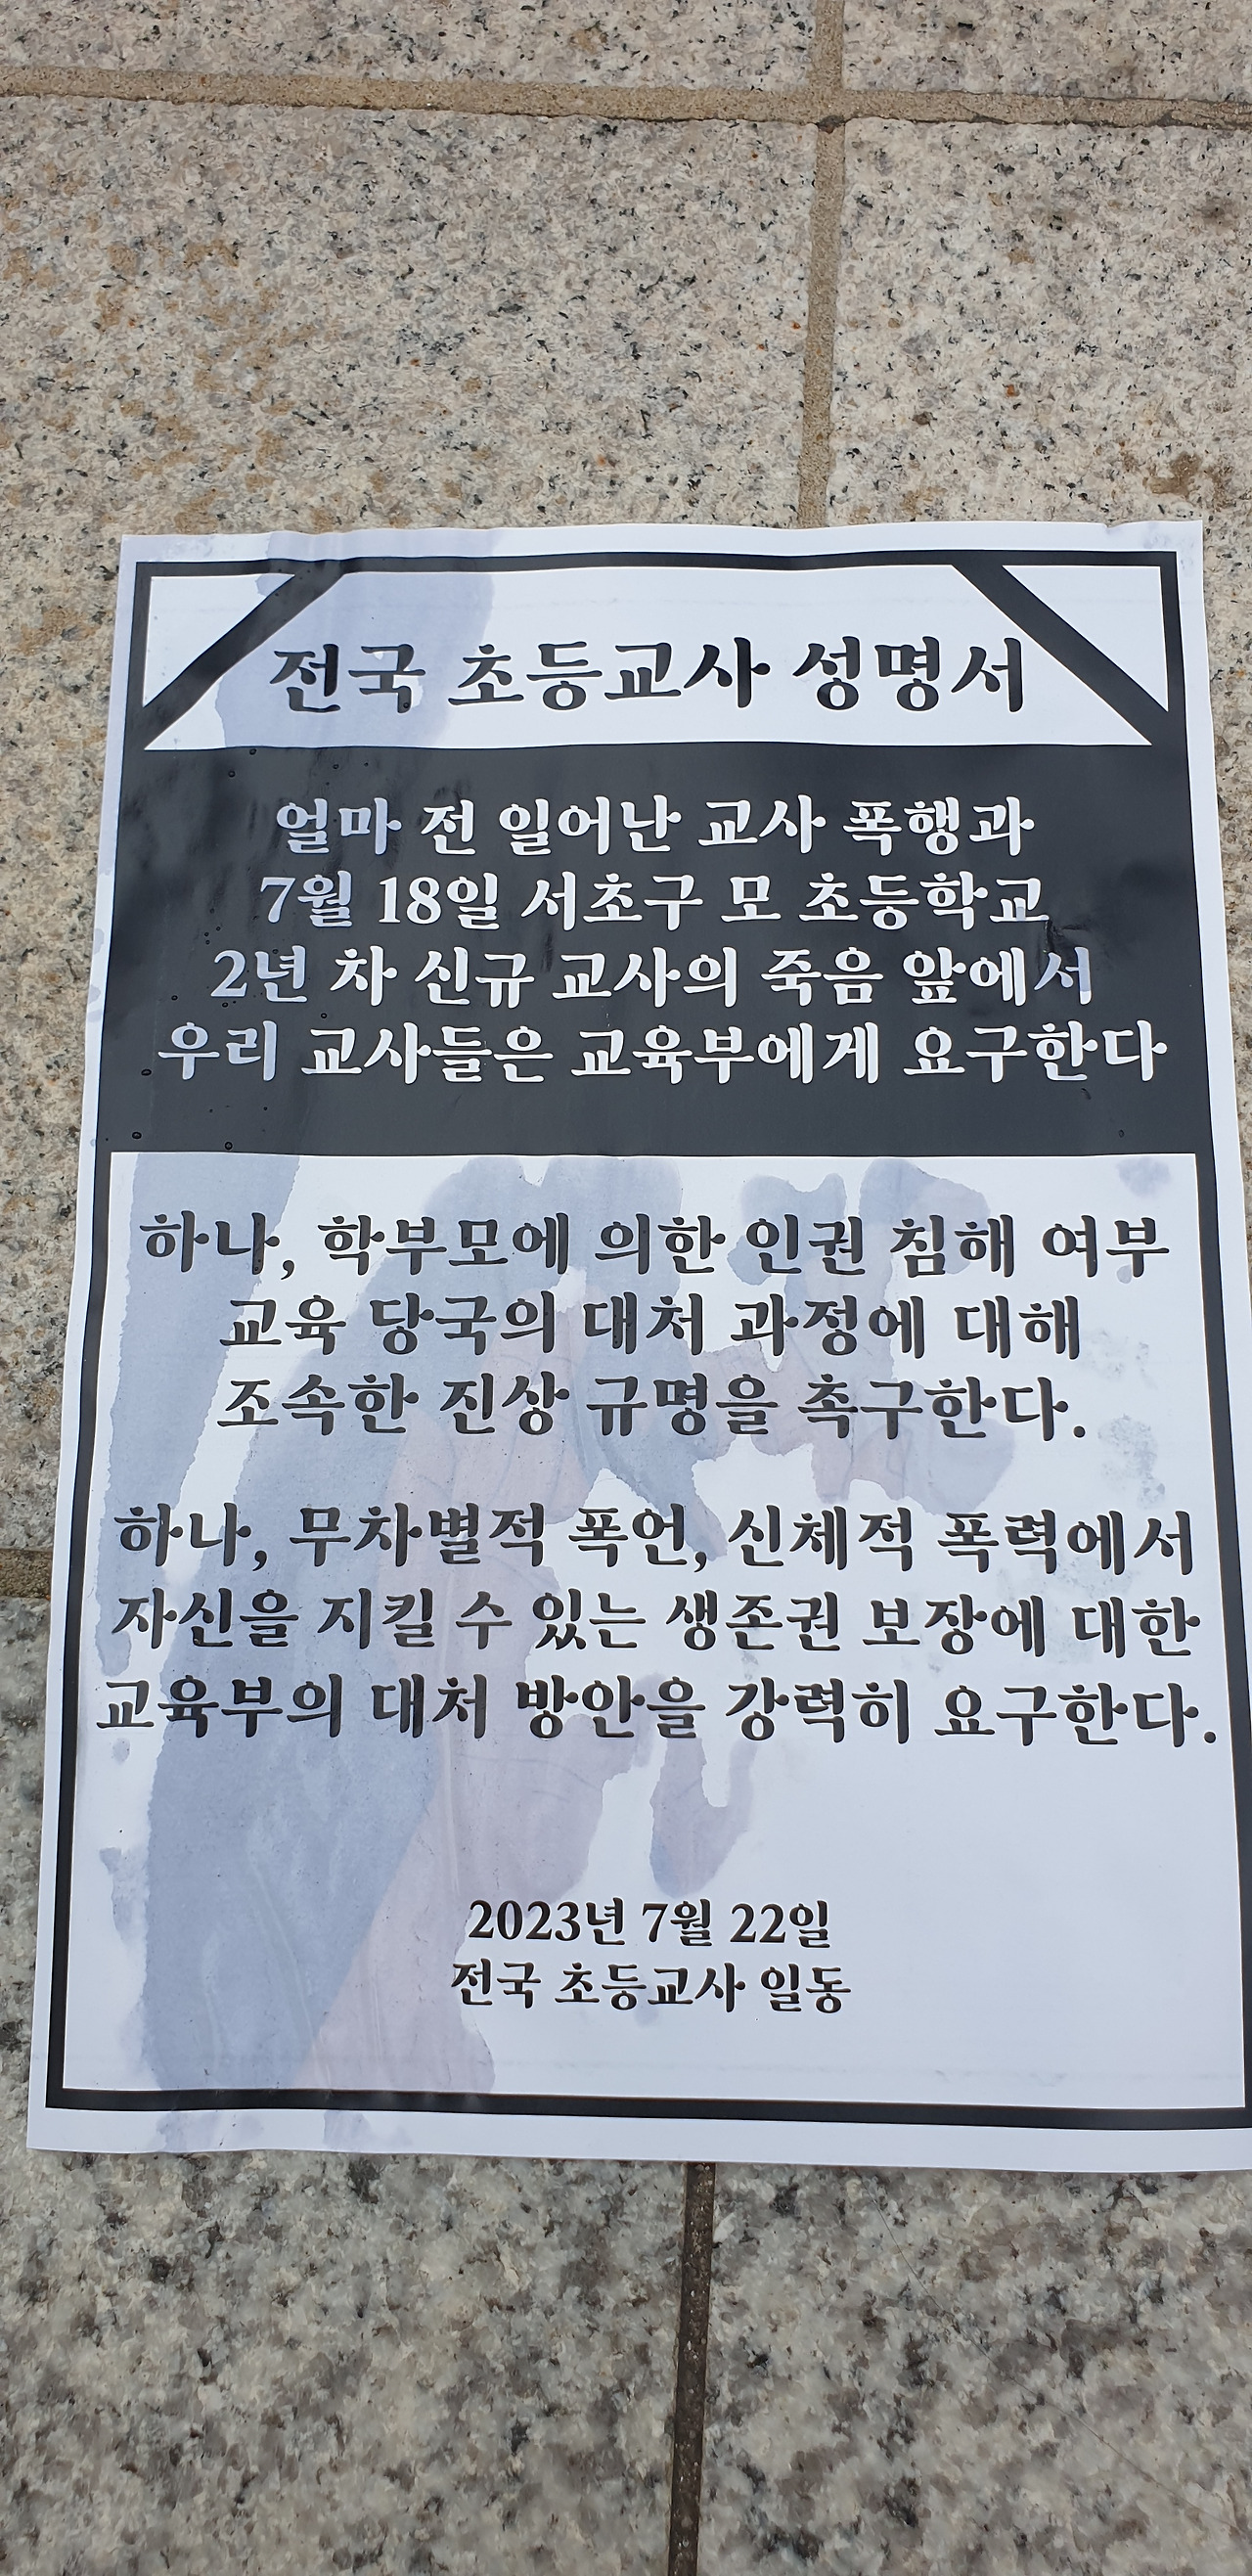 전국 초등교사 성명서
얼마 전 일어난 교사 폭행과
7월 18일 서초구 모 초등학교
2년 차 신규 교사의 죽음 앞에서
우리 교사들은 교육부에게 요구한다
하나, 학부모에 의한 인권 침해 여부
교육 당국의 대처 과정에 대해
조속한 진상 규명을 촉구한다.
하나, 무차별적 폭언, 신체적 폭력에서
자신을 지킬 수 있는 생존권 보장에 대한
교육부의 대처 방안을 강력히 요구한다.
2023년 7월 22일
전국 초등교사 일동